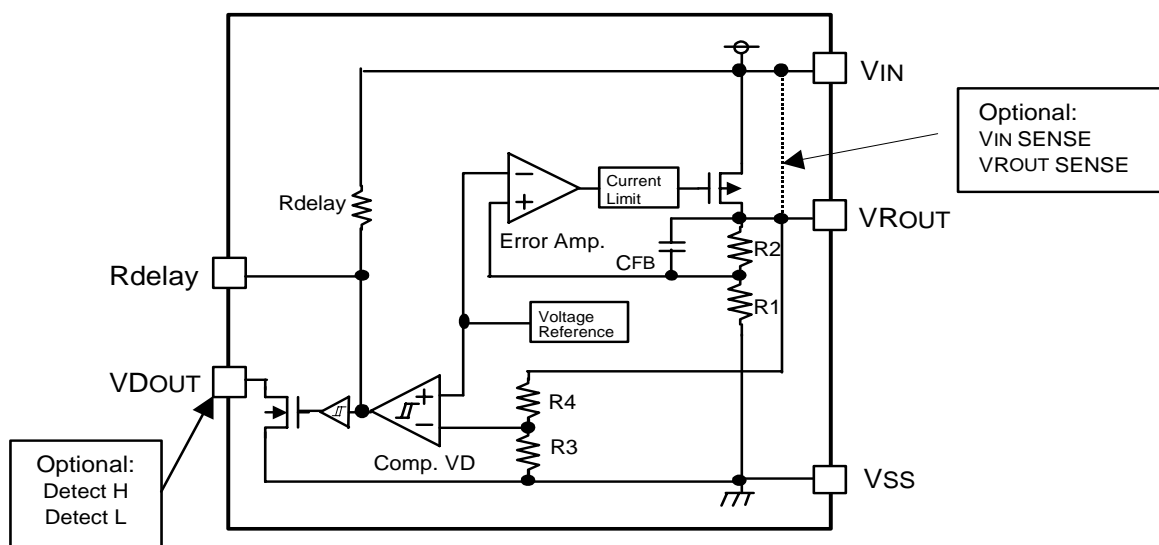 VIN
Optional:
VIN SENSE
VROUT SENSE
Current
Limit
−
+
Rdelay
Error Amp.
CFB
R2
VROUT
Rdelay
R1
Voltage
Reference
VDOUT
+
−
R4
R3
Comp. VD
Optional:
Detect H
Detect L
VSS